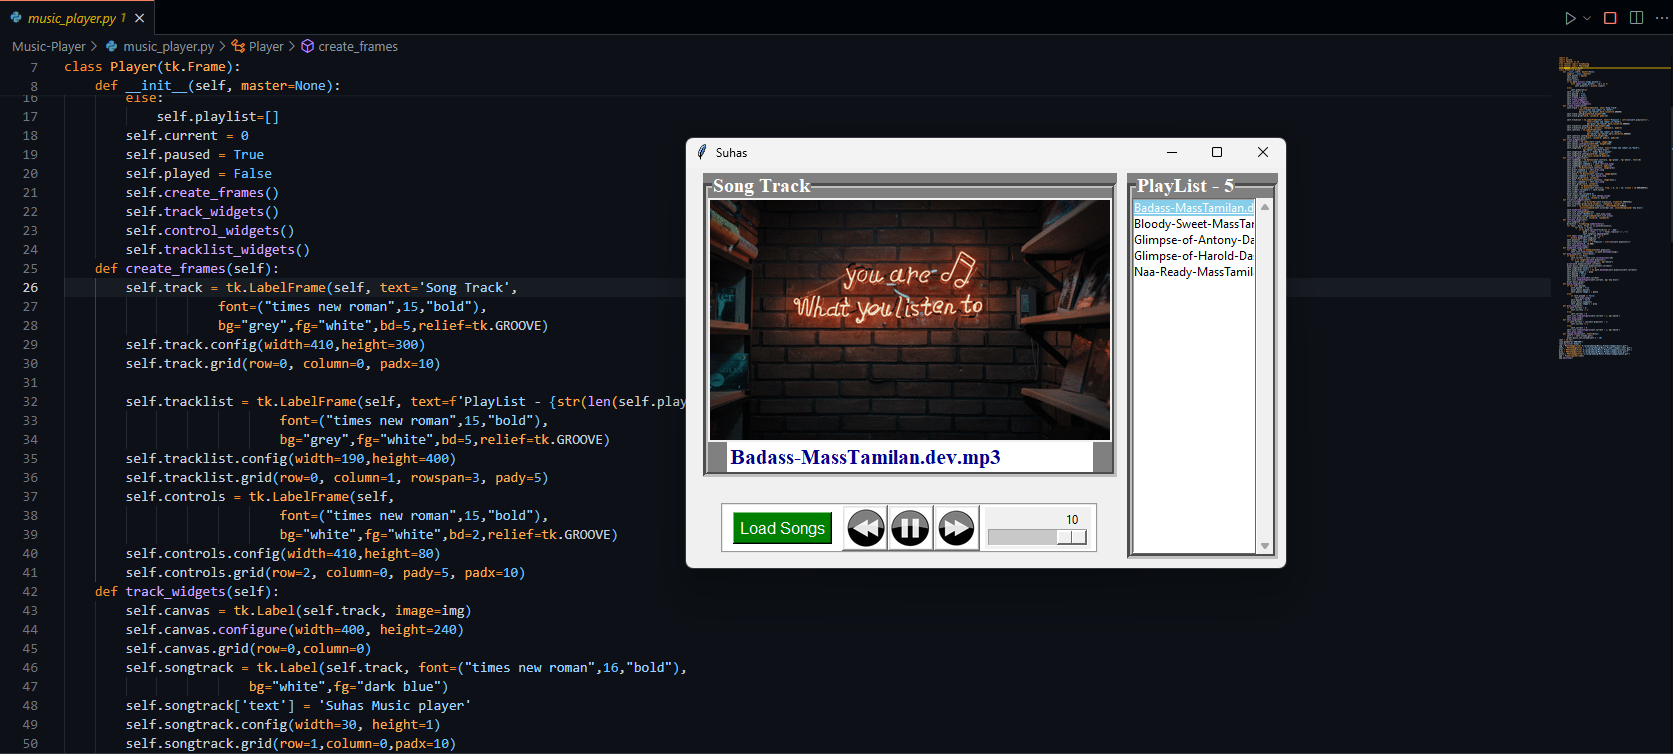 music_player.py 1
Music-Player > music_player.py > Player > create_frames
7 class Player(tk.Frame):
8 def __init__(self, master=None):
16 else:
17 self.playlist=[]
18 self.current = 0
19 self.paused = True
20 self.played = False
21 self.create_frames()
22 self.track_widgets()
23 self.control_widgets()
24 self.tracklist_widgets()
25 def create_frames(self):
26 self.track = tk.LabelFrame(self, text='Song Track',
27 font=("times new roman",15,"bold"),
28 bg="grey",fg="white",bd=5,relief=tk.GROOVE)
29 self.track.config(width=410,height=300)
30 self.track.grid(row=0, column=0, padx=10)
31
32 self.tracklist = tk.LabelFrame(self, text=f'PlayList - {str(len(self.play
33 font=("times new roman",15,"bold"),
34 bg="grey",fg="white",bd=5,relief=tk.GROOVE)
35 self.tracklist.config(width=190,height=400)
36 self.tracklist.grid(row=0, column=1, rowspan=3, pady=5)
37 self.controls = tk.LabelFrame(self,
38 font=("times new roman",15,"bold"),
39 bg="white",fg="white",bd=2,relief=tk.GROOVE)
40 self.controls.config(width=410,height=80)
41 self.controls.grid(row=2, column=0, pady=5, padx=10)
42 def track_widgets(self):
43 self.canvas = tk.Label(self.track, image=img)
44 self.canvas.configure(width=400, height=240)
45 self.canvas.grid(row=0,column=0)
46 self.songtrack = tk.Label(self.track, font=("times new roman",16,"bold"),
47 bg="white",fg="dark blue")
48 self.songtrack['text'] = 'Suhas Music player'
49 self.songtrack.config(width=30, height=1)
50 self.songtrack.grid(row=1,column=0,padx=10)
Suhas
Song Track
you are
What you listen to
Badass-MassTamilan.dev.mp3
Load Songs
10
PlayList - 5
Badass-MassTamilan.d
Bloody-Sweet-MassTar
Glimpse-of-Antony-Da
Glimpse-of-Harold-Da
Naa-Ready-MassTamil